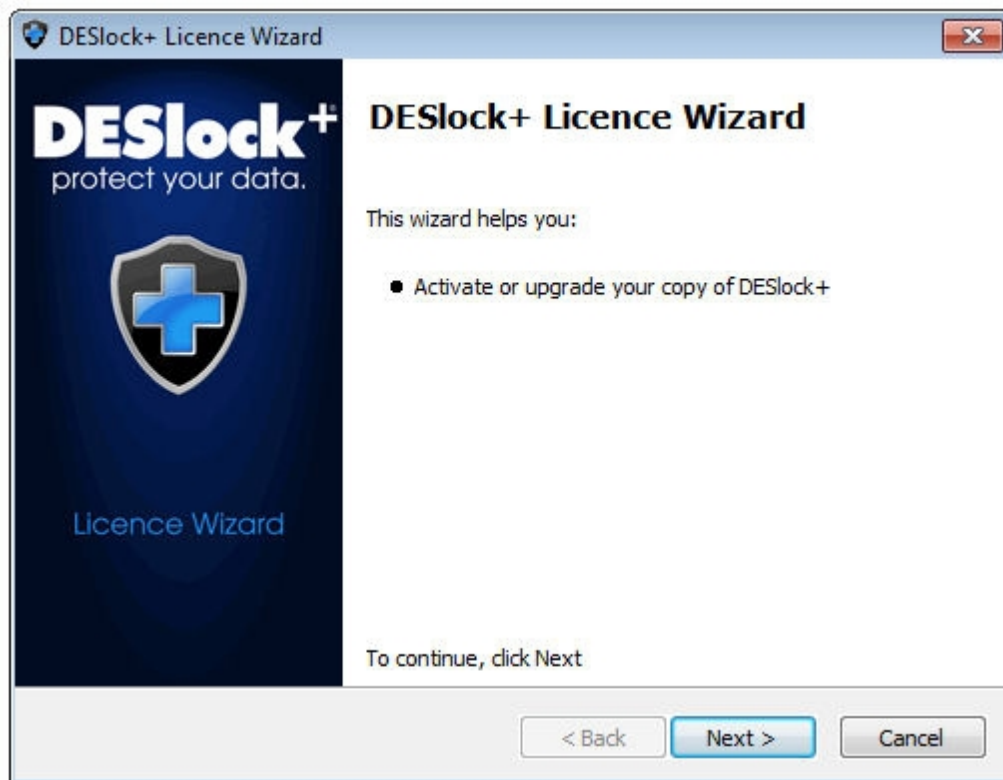 DESlock+ Licence Wizard
DESlock+
protect your data.
Licence Wizard
DESlock+ Licence Wizard
This wizard helps you:
● Activate or upgrade your copy of DESlock+
To continue, click Next
< Back Next > Cancel